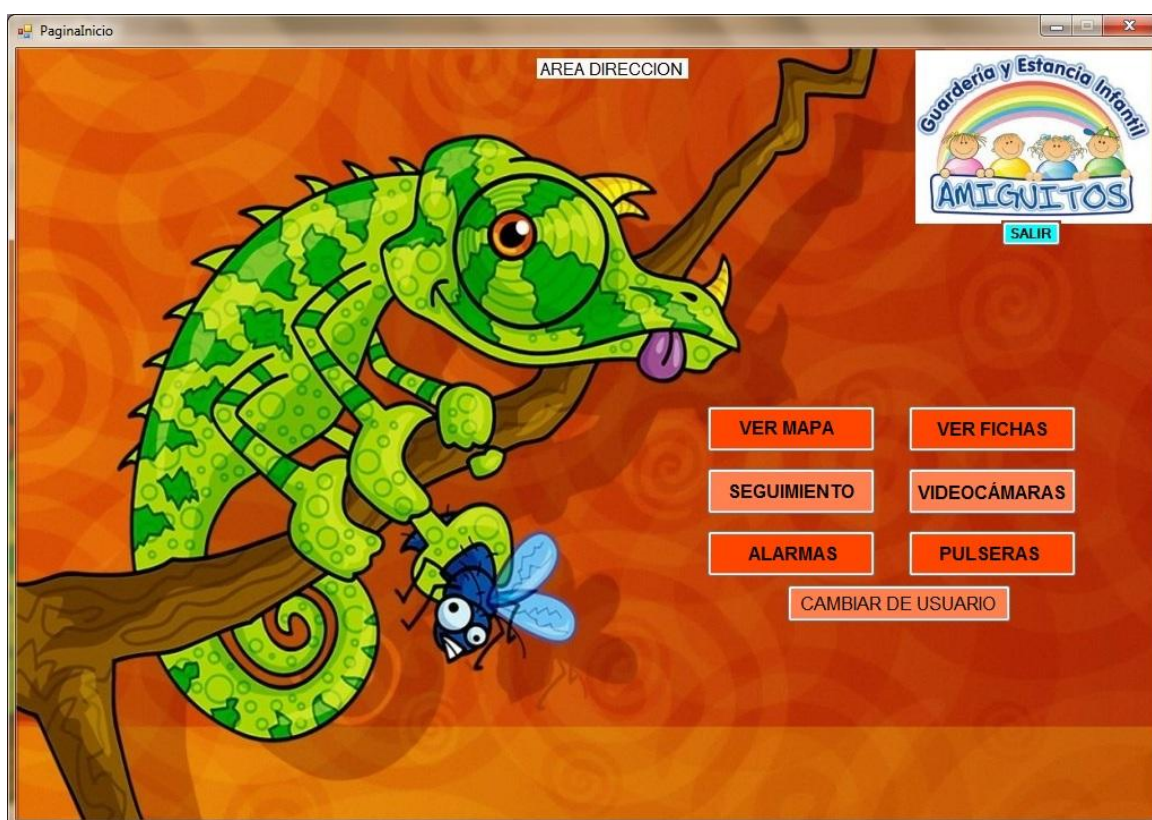 PaginaInicio
AREA DIRECCION
Guardería y Estancia Infantil
AMIGUITOS
SALIR
VER MAPA
VER FICHAS
SEGUIMIENTO
VIDEOCÁMARAS
ALARMAS
PULSERAS
CAMBIAR DE USUARIO